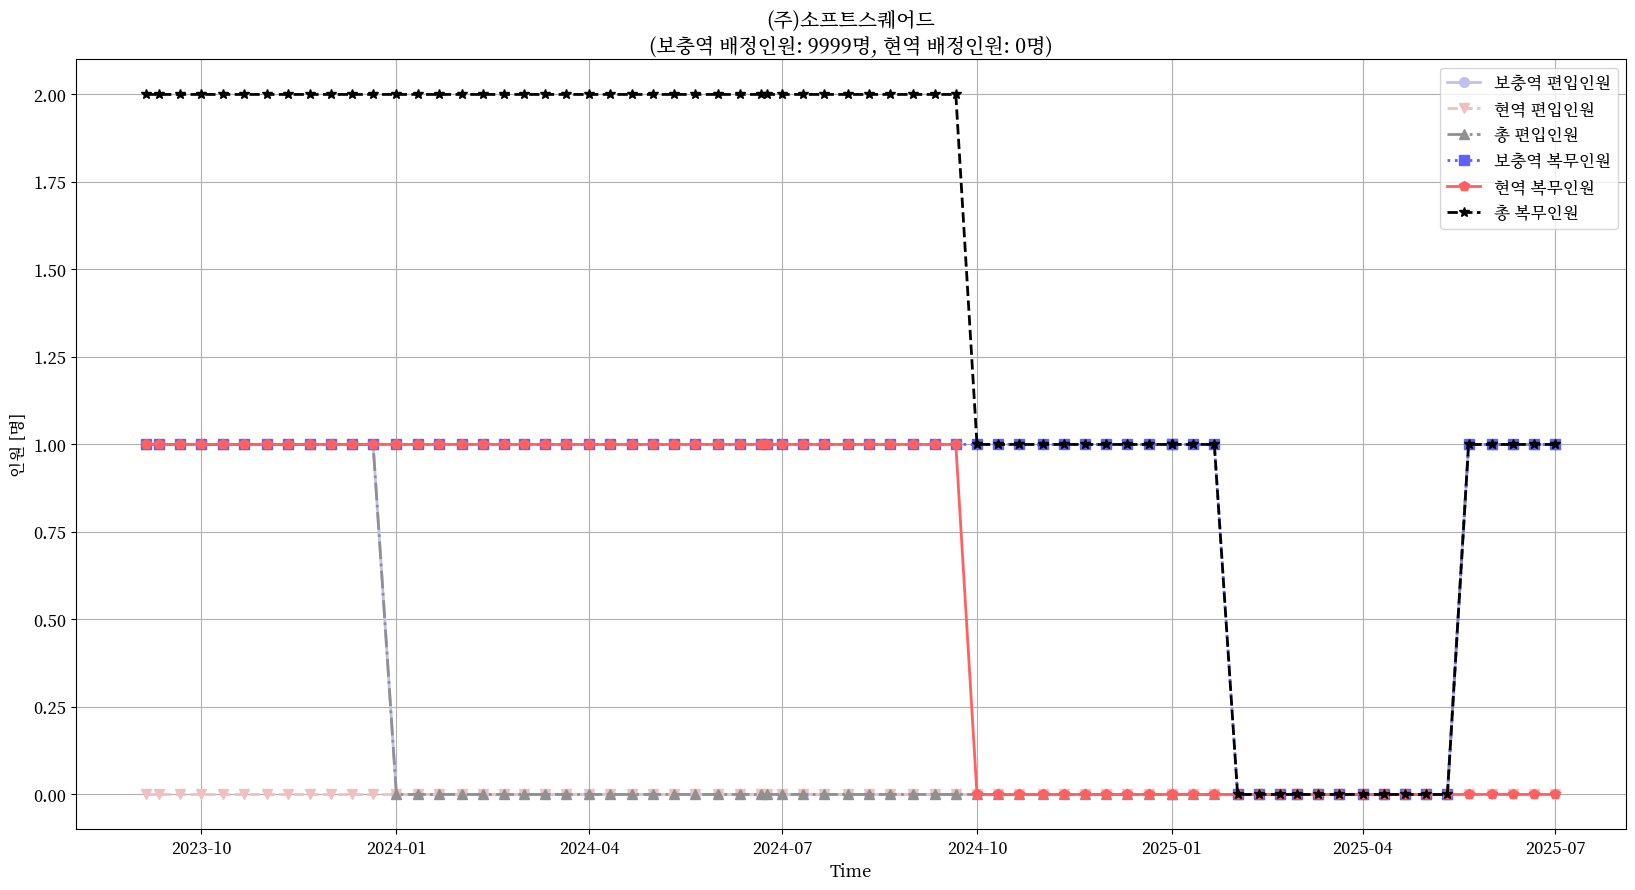 (주)소프트스퀘어드
(보충역 배정인원: 9999명, 현역 배정인원: 0명)
보충역 편입인원
현역 편입인원
총 편입인원
보충역 복무인원
현역 복무인원
총 복무인원
인원 [명]
2.00
1.75
1.50
1.25
1.00
0.75
0.50
0.25
0.00
2023-10
2024-01
2024-04
2024-07
2024-10
2025-01
2025-04
2025-07
Time